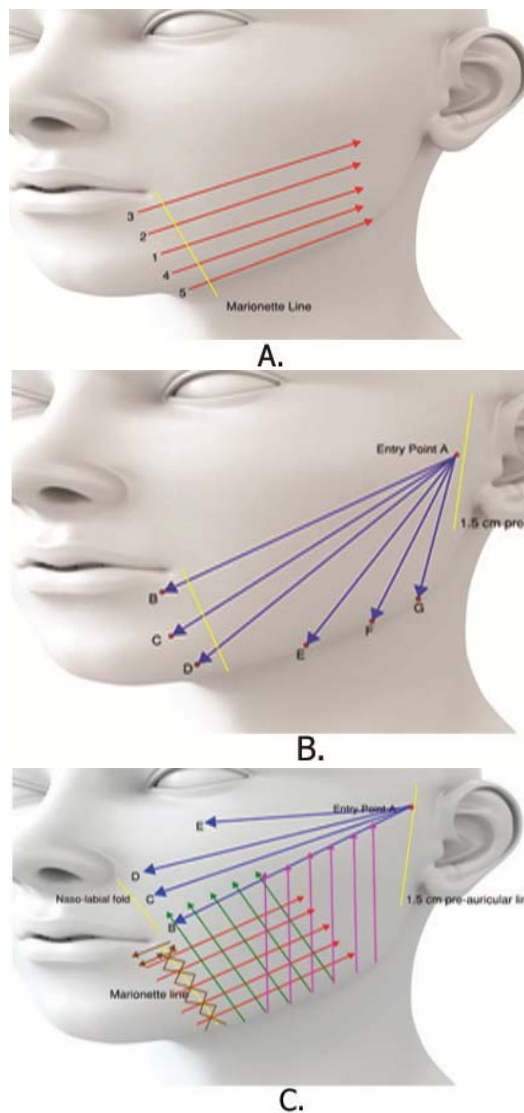 3
2
1
4
5
Marionette Line
A.
Entry Point A
1.5 cm pre-
B
C
D
E
F
G
B.
Entry Point A
E
D
Naso-labial fold
C
B
1.5 cm pre-auricular li
Marionette line
C.